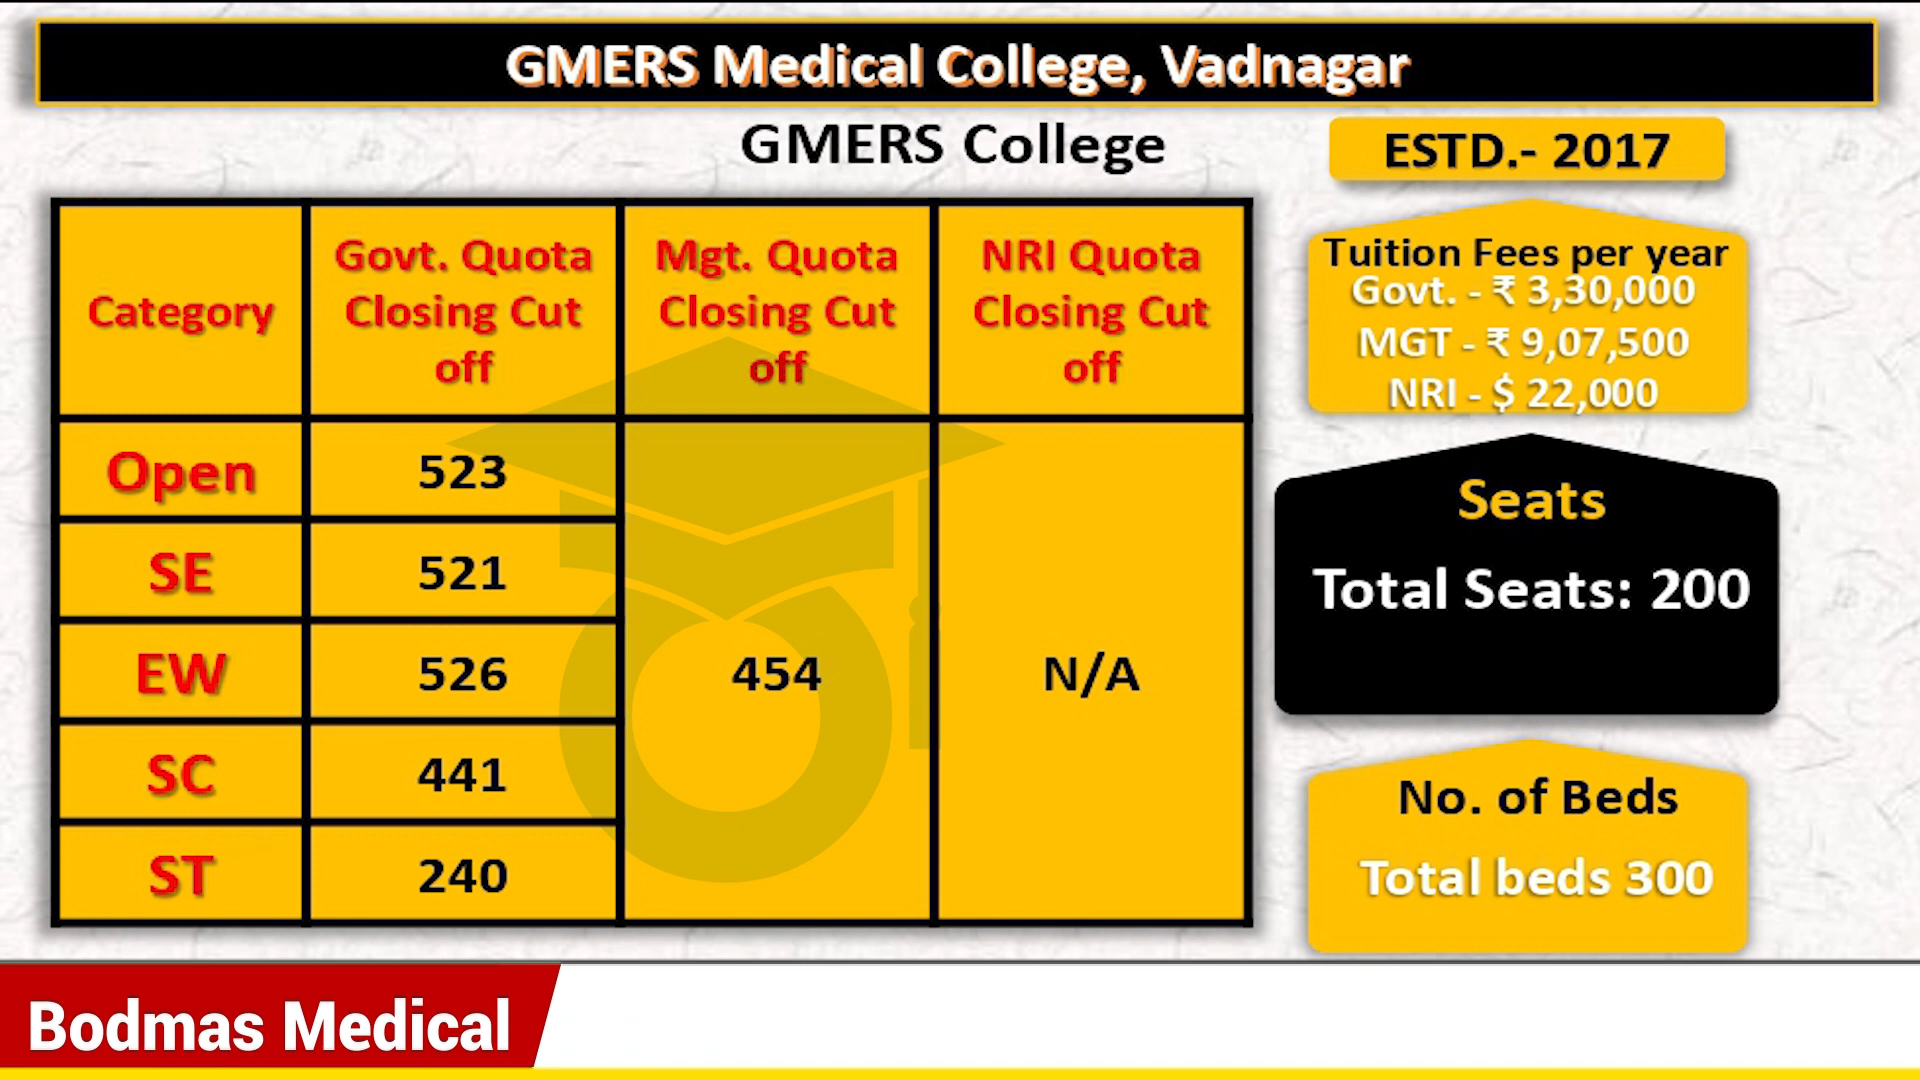 GMERS Medical College, Vadnagar
GMERS College
ESTD.- 2017
Category
Govt. Quota
Closing Cut
off
Mgt. Quota
Closing Cut
off
NRI Quota
Closing Cut
off
Open
523
SE
521
EW
526
SC
441
ST
240
454
N/A
Tuition Fees per year
Govt. - ₹ 3,30,000
MGT - ₹ 9,07,500
NRI - $ 22,000
Seats
Total Seats: 200
No. of Beds
Total beds 300
Bodmas Medical